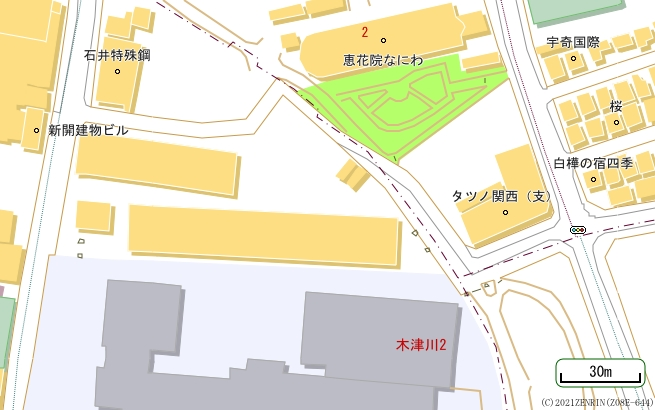 2
宇奇国際
石井特殊鋼
恵花院なにわ
桜
新開建物ビル
白樺の宿四季
タツノ関西（支）
木津川2
30m
(C) 2021ZENRIN(Z08E-644)